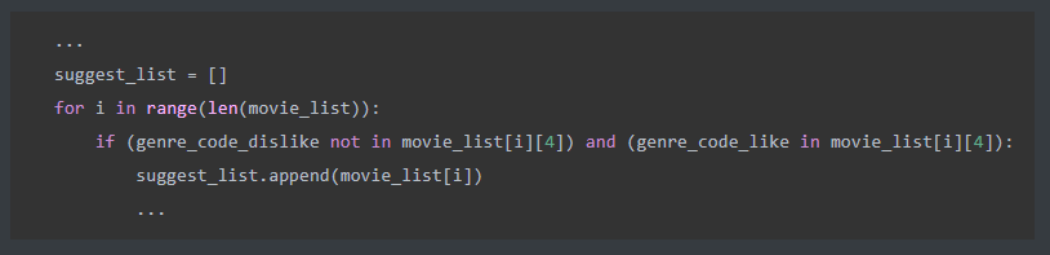 ...
suggest_list = []
for i in range(len(movie_list)):
    if (genre_code_dislike not in movie_list[i][4]) and (genre_code_like in movie_list[i][4]):
        suggest_list.append(movie_list[i])
        ...